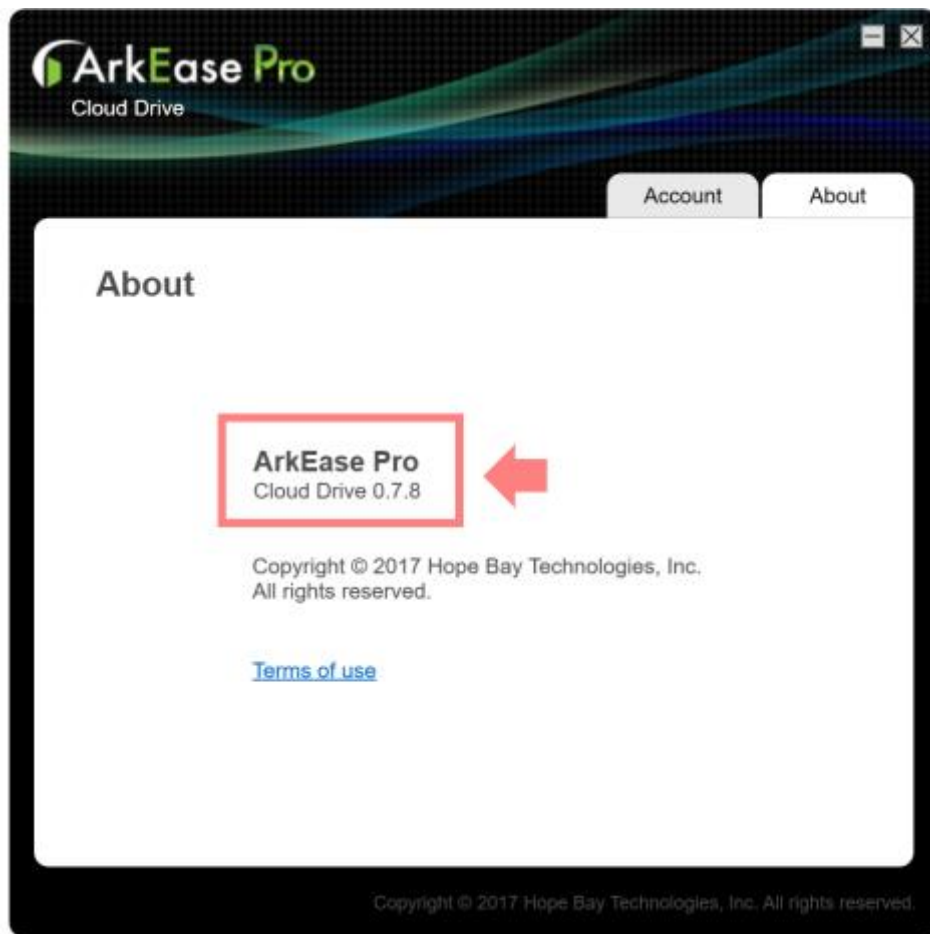 ArkEase Pro
Cloud Drive
Account
About
About
ArkEase Pro
Cloud Drive 0.7.8
Copyright © 2017 Hope Bay Technologies, Inc.
All rights reserved.
Terms of use
Copyright © 2017 Hope Bay Technologies, Inc. All rights reserved.